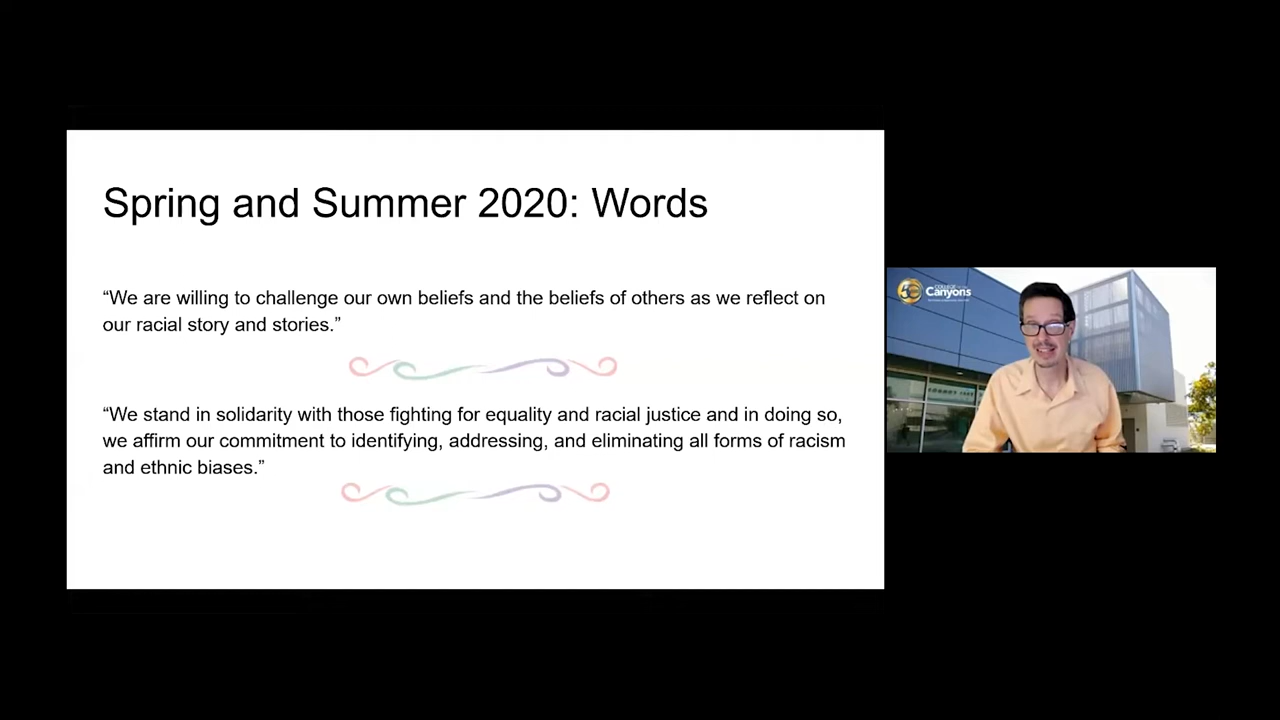 Spring and Summer 2020: Words
“We are willing to challenge our own beliefs and the beliefs of others as we reflect on
our racial story and stories.”
“We stand in solidarity with those fighting for equality and racial justice and in doing so,
we affirm our commitment to identifying, addressing, and eliminating all forms of racism
and ethnic biases.”
Canyons